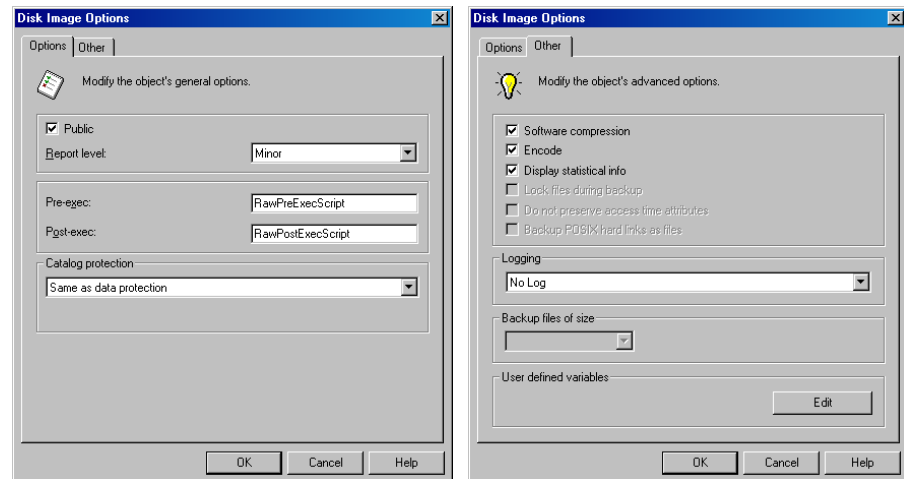 Disk Image Options
Options Other
Modify the object's general options.
Public
Report level: Minor
Pre-exec: RawPreExecScript
Post-exec: RawPostExecScript
Catalog protection
Same as data protection
OK Cancel Help
Disk Image Options
Options Other
Modify the object's advanced options.
Software compression
Encode
Display statistical info
Lock files during backup
Do not preserve access time attributes
Backup POSIX hard links as files
Logging
No Log
Backup files of size
User defined variables
Edit
OK Cancel Help